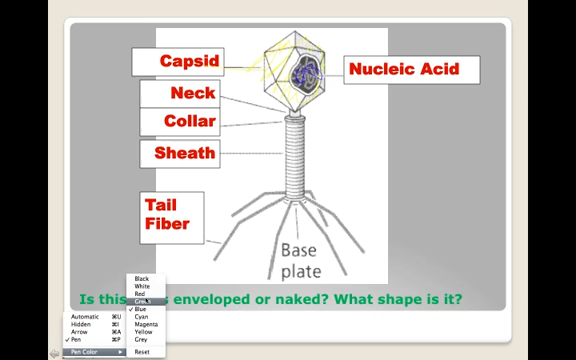 Capsid
Nucleic Acid
Neck
Collar
Sheath
Tail
Fiber
Base
plate
Is this enveloped or naked? What shape is it?
Black
White
Red
Green
Blue
Cyan
Magenta
Yellow
Grey
Reset
Automatic ⌘U
Hidden ⌘I
Arrow ⌘A
Pen ⌘P
Pen Color